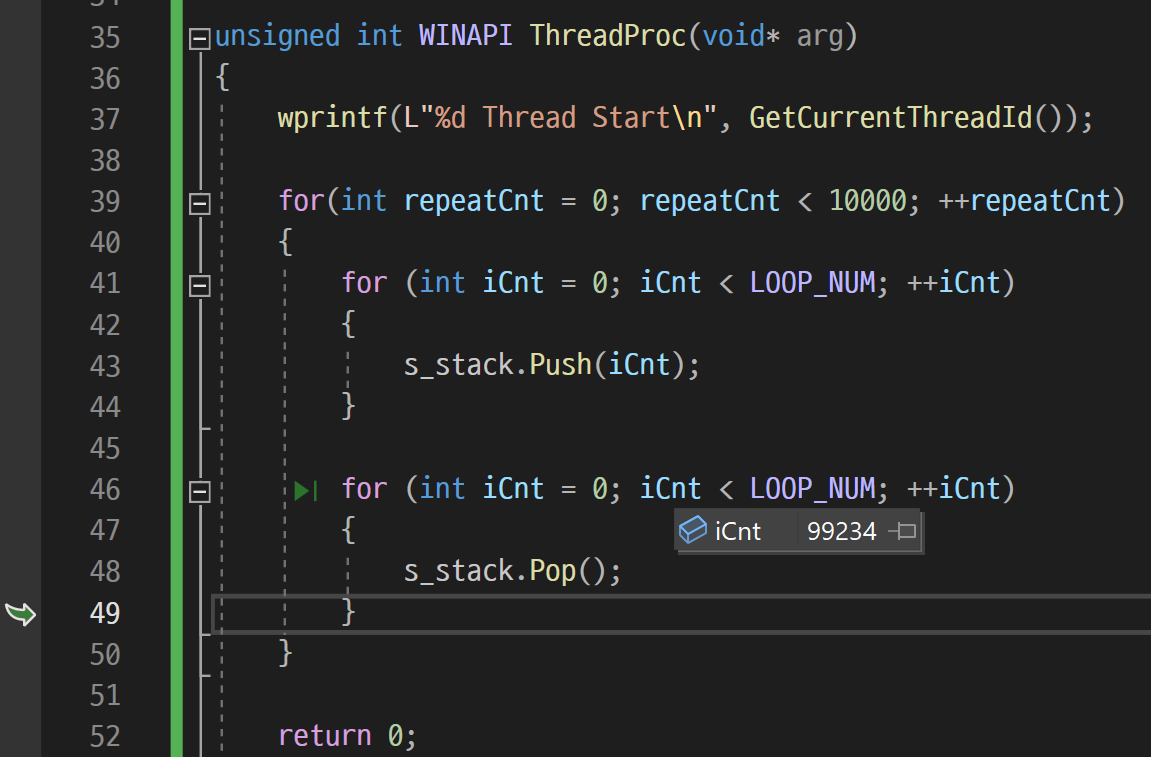 35 unsigned int WINAPI ThreadProc(void* arg)
36 {
37 wprintf(L"%d Thread Start\n", GetCurrentThreadId());
38
39 for(int repeatCnt = 0; repeatCnt < 10000; ++repeatCnt)
40 {
41 for (int iCnt = 0; iCnt < LOOP_NUM; ++iCnt)
42 {
43 s_stack.Push(iCnt);
44 }
45
46 for (int iCnt = 0; iCnt < LOOP_NUM; ++iCnt)
47 {
iCnt 99234
48 s_stack.Pop();
49 }
50 }
51
52 return 0;